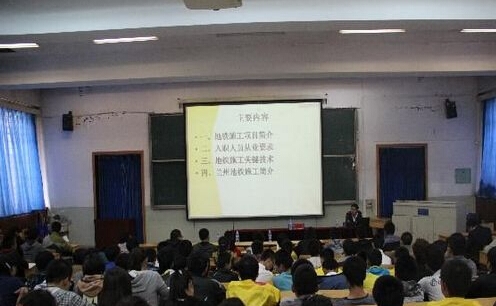 主要内容
一、地铁施工项目简介
二、入职人员从业要求
三、地铁施工关键技术
四、兰州地铁施工简介